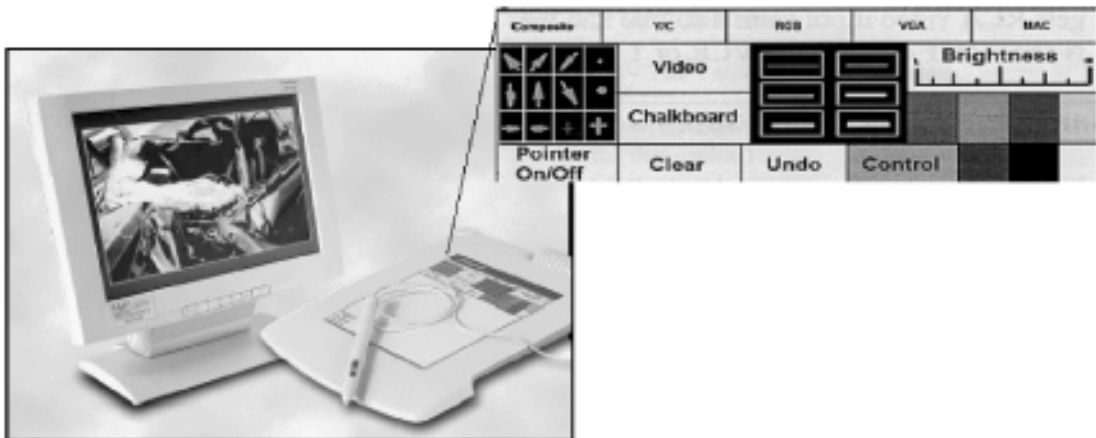 Composite Y/C RGB VGA MAC
Video
Brightness
Chalkboard
Pointer
On/Off Clear Undo Control